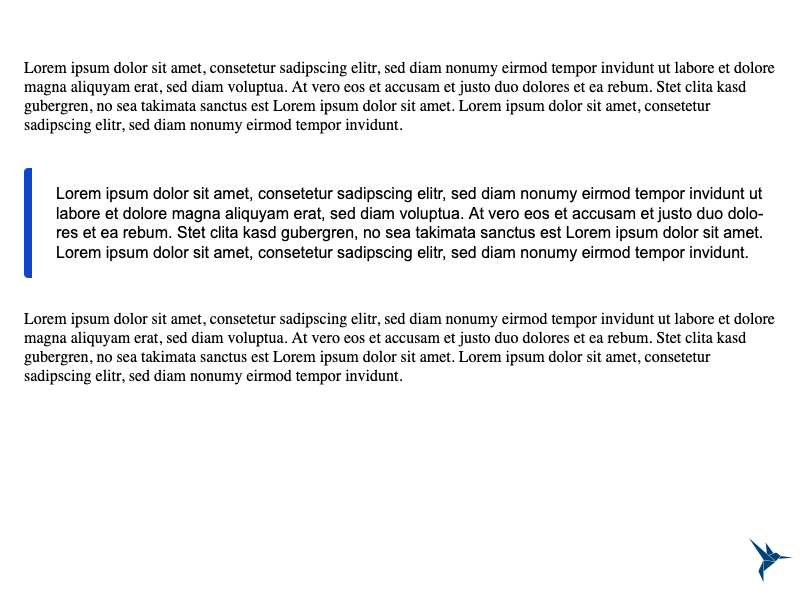 Lorem ipsum dolor sit amet, consetetur sadipscing elitr, sed diam nonumy eirmod tempor invidunt ut labore et dolore
magna aliquyam erat, sed diam voluptua. At vero eos et accusam et justo duo dolores et ea rebum. Stet clita kasd
gubergren, no sea takimata sanctus est Lorem ipsum dolor sit amet. Lorem ipsum dolor sit amet, consetetur
sadipscing elitr, sed diam nonumy eirmod tempor invidunt.
Lorem ipsum dolor sit amet, consetetur sadipscing elitr, sed diam nonumy eirmod tempor invidunt ut
labore et dolore magna aliquyam erat, sed diam voluptua. At vero eos et accusam et justo duo dolo-
res et ea rebum. Stet clita kasd gubergren, no sea takimata sanctus est Lorem ipsum dolor sit amet.
Lorem ipsum dolor sit amet, consetetur sadipscing elitr, sed diam nonumy eirmod tempor invidunt.
Lorem ipsum dolor sit amet, consetetur sadipscing elitr, sed diam nonumy eirmod tempor invidunt ut labore et dolore
magna aliquyam erat, sed diam voluptua. At vero eos et accusam et justo duo dolores et ea rebum. Stet clita kasd
gubergren, no sea takimata sanctus est Lorem ipsum dolor sit amet. Lorem ipsum dolor sit amet, consetetur
sadipscing elitr, sed diam nonumy eirmod tempor invidunt.